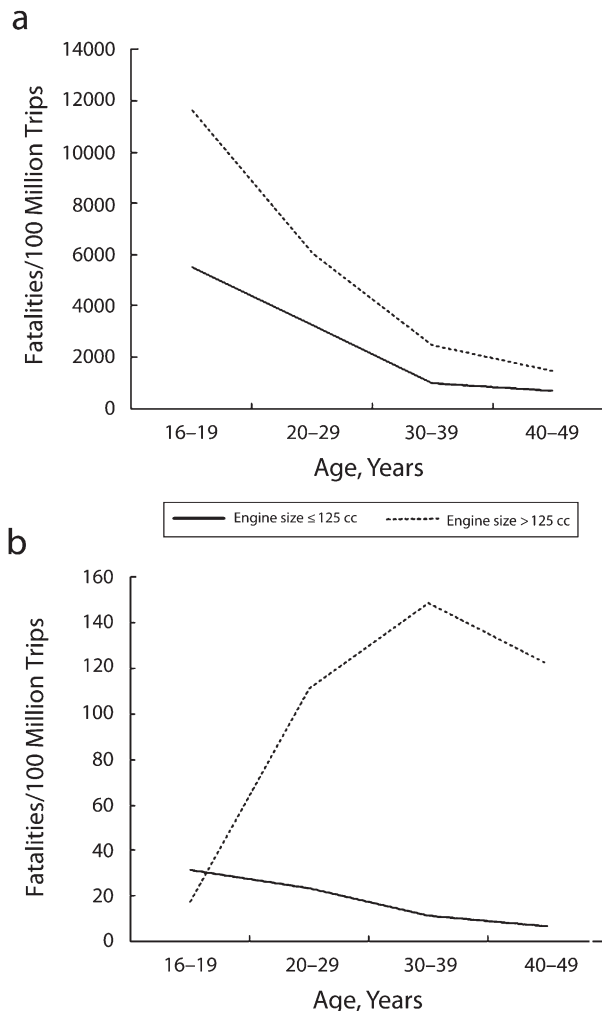 a
Fatalities/100 Million Trips
14000
12000
10000
8000
6000
4000
2000
0
16–19 20–29 30–39 40–49
Age, Years
Engine size ≤ 125 cc Engine size > 125 cc
b
Fatalities/100 Million Trips
160
140
120
100
80
60
40
20
0
16–19 20–29 30–39 40–49
Age, Years